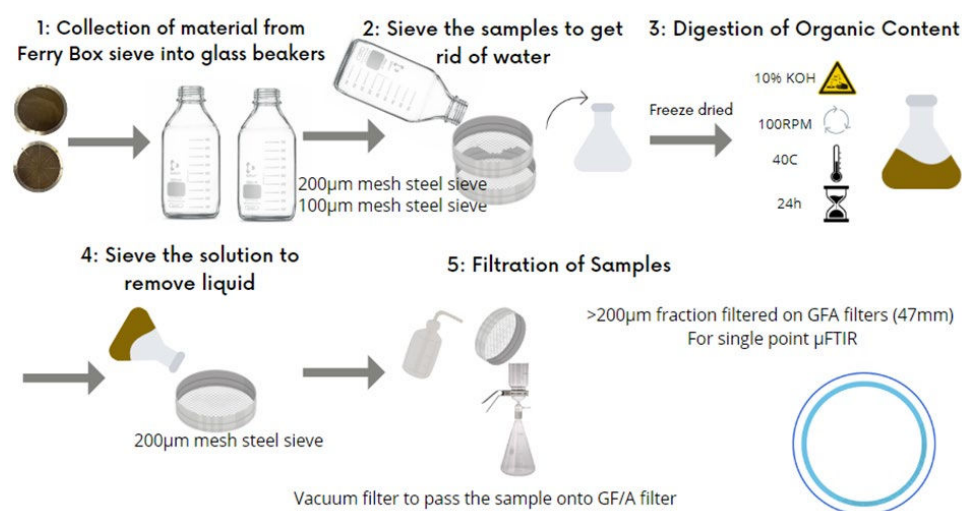 1: Collection of material from
Ferry Box sieve into glass beakers
2: Sieve the samples to get
rid of water
3: Digestion of Organic Content
200µm mesh steel sieve
100µm mesh steel sieve
Freeze dried
10% KOH
100RPM
40C
24h
4: Sieve the solution to
remove liquid
200µm mesh steel sieve
5: Filtration of Samples
Vacuum filter to pass the sample onto GF/A filter
>200µm fraction filtered on GFA filters (47mm)
For single point µFTIR